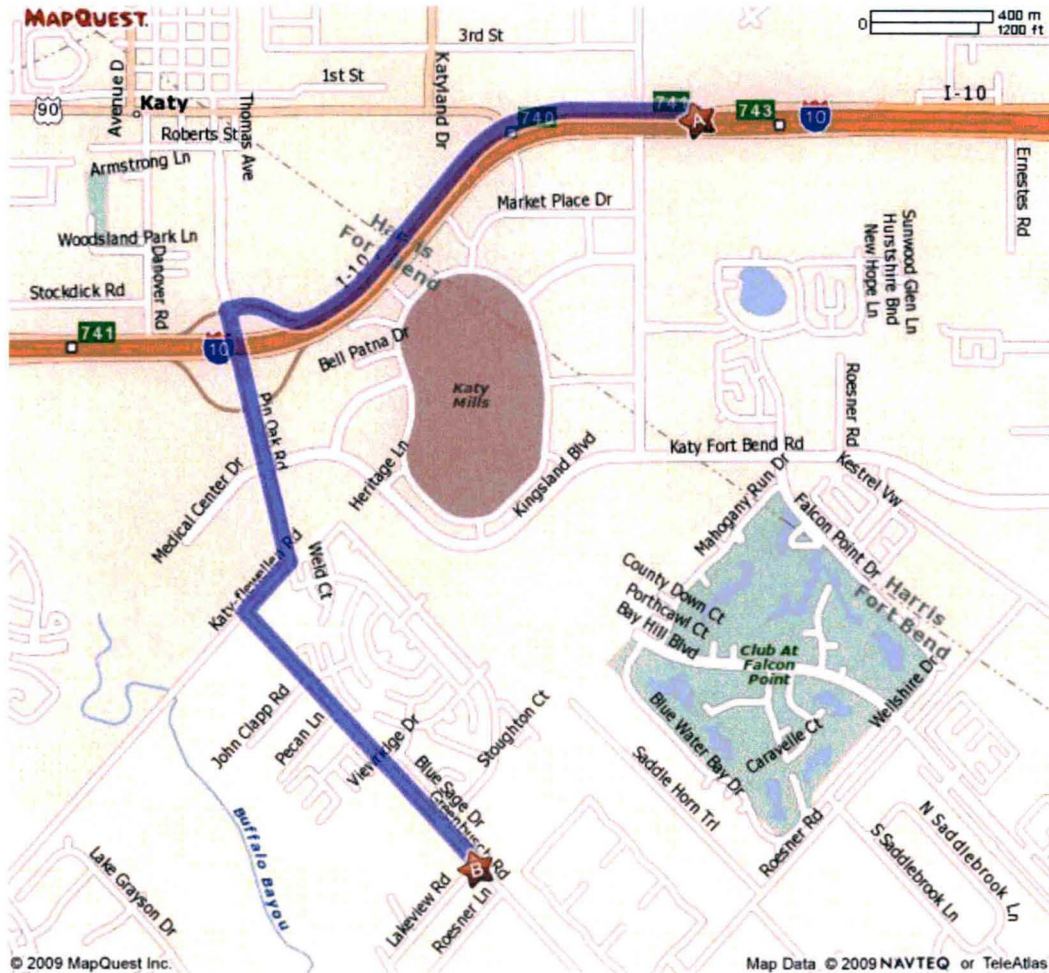 MAPQUEST.
0
400 m
1200 ft
3rd St
Katyland Dr
1st St
Avenue D
90
Katy
Thomas Ave
Roberts St
Armstrong Ln
740
A
743
10
I-10
Ernestes Rd
Market Place Dr
Harris
Fort Bend
Woodsland Park Ln
Danover Rd
Stockdick Rd
I-10
Sunwood Glen Ln
Hurstshire Bnd
New Hope Ln
741
10
Bell Patna Dr
Katy
Mills
Roesner Rd
Pin Oak Rd
Medical Center Dr
Heritage Ln
Kingsland Blvd
Katy Fort Bend Rd
Kestrel Vw
Mahogany Run Dr
Falcon Point Dr
Katy-flewellen Rd
Weld Ct
County Down Ct
Porthcawl Ct
Bay Hill Blvd
Harris
Fort Bend
Club At
Falcon
Point
Wellshire Dr
John Clapp Rd
Pecan Ln
Viewridge Dr
Blue Sage Dr
Stoughton Ct
Blue Water Bay Dr
Caravelle Ct
Saddle Horn Trl
Buffalo Bayou
B
Lakeview Rd
Roesner Ln
Roesner Rd
S Saddlebrook Ln
N Saddlebrook Ln
Lake Grayson Dr
© 2009 MapQuest Inc.
Map Data © 2009 NAVTEQ or TeleAtlas